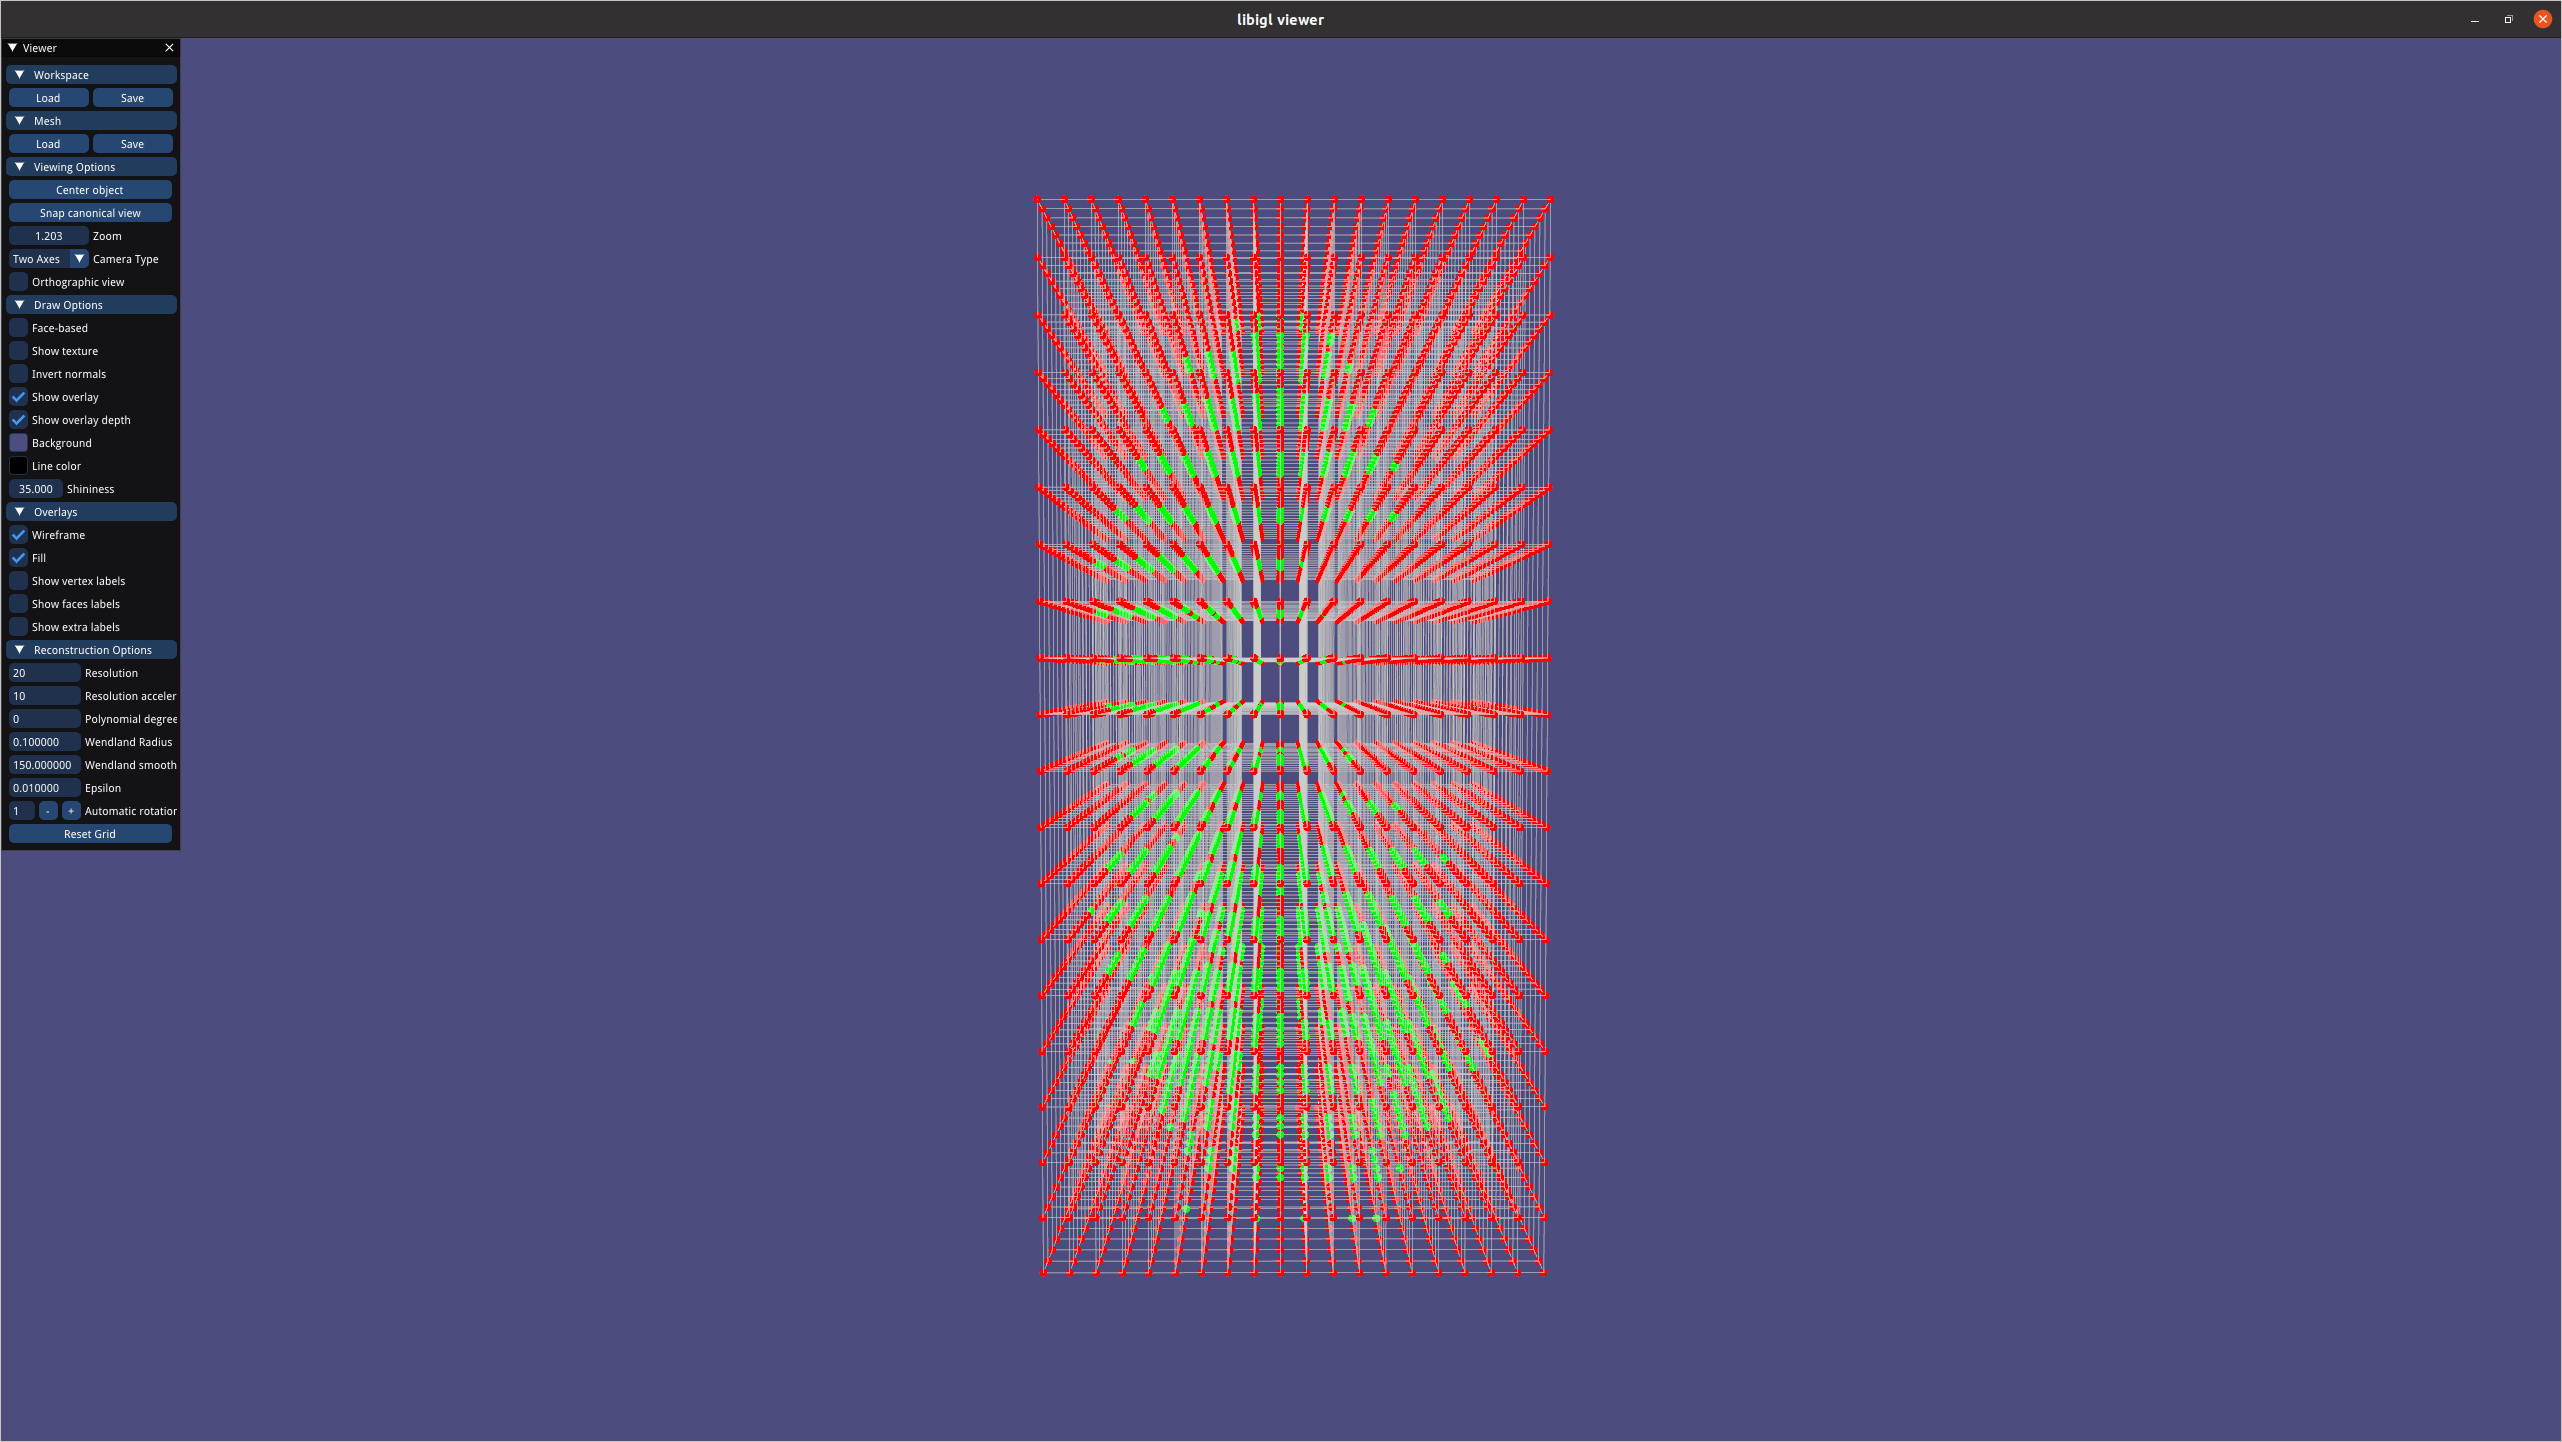 libigl viewer
Viewer
Workspace
Load Save
Mesh
Load Save
Viewing Options
Center object
Snap canonical view
1.203 Zoom
Two Axes Camera Type
Orthographic view
Draw Options
Face-based
Show texture
Invert normals
Show overlay
Show overlay depth
Background
Line color
35.000 Shininess
Overlays
Wireframe
Fill
Show vertex labels
Show faces labels
Show extra labels
Reconstruction Options
20 Resolution
10 Resolution acceler
0 Polynomial degree
0.100000 Wendland Radius
150.000000 Wendland smooth
0.010000 Epsilon
1 - + Automatic rotation
Reset Grid